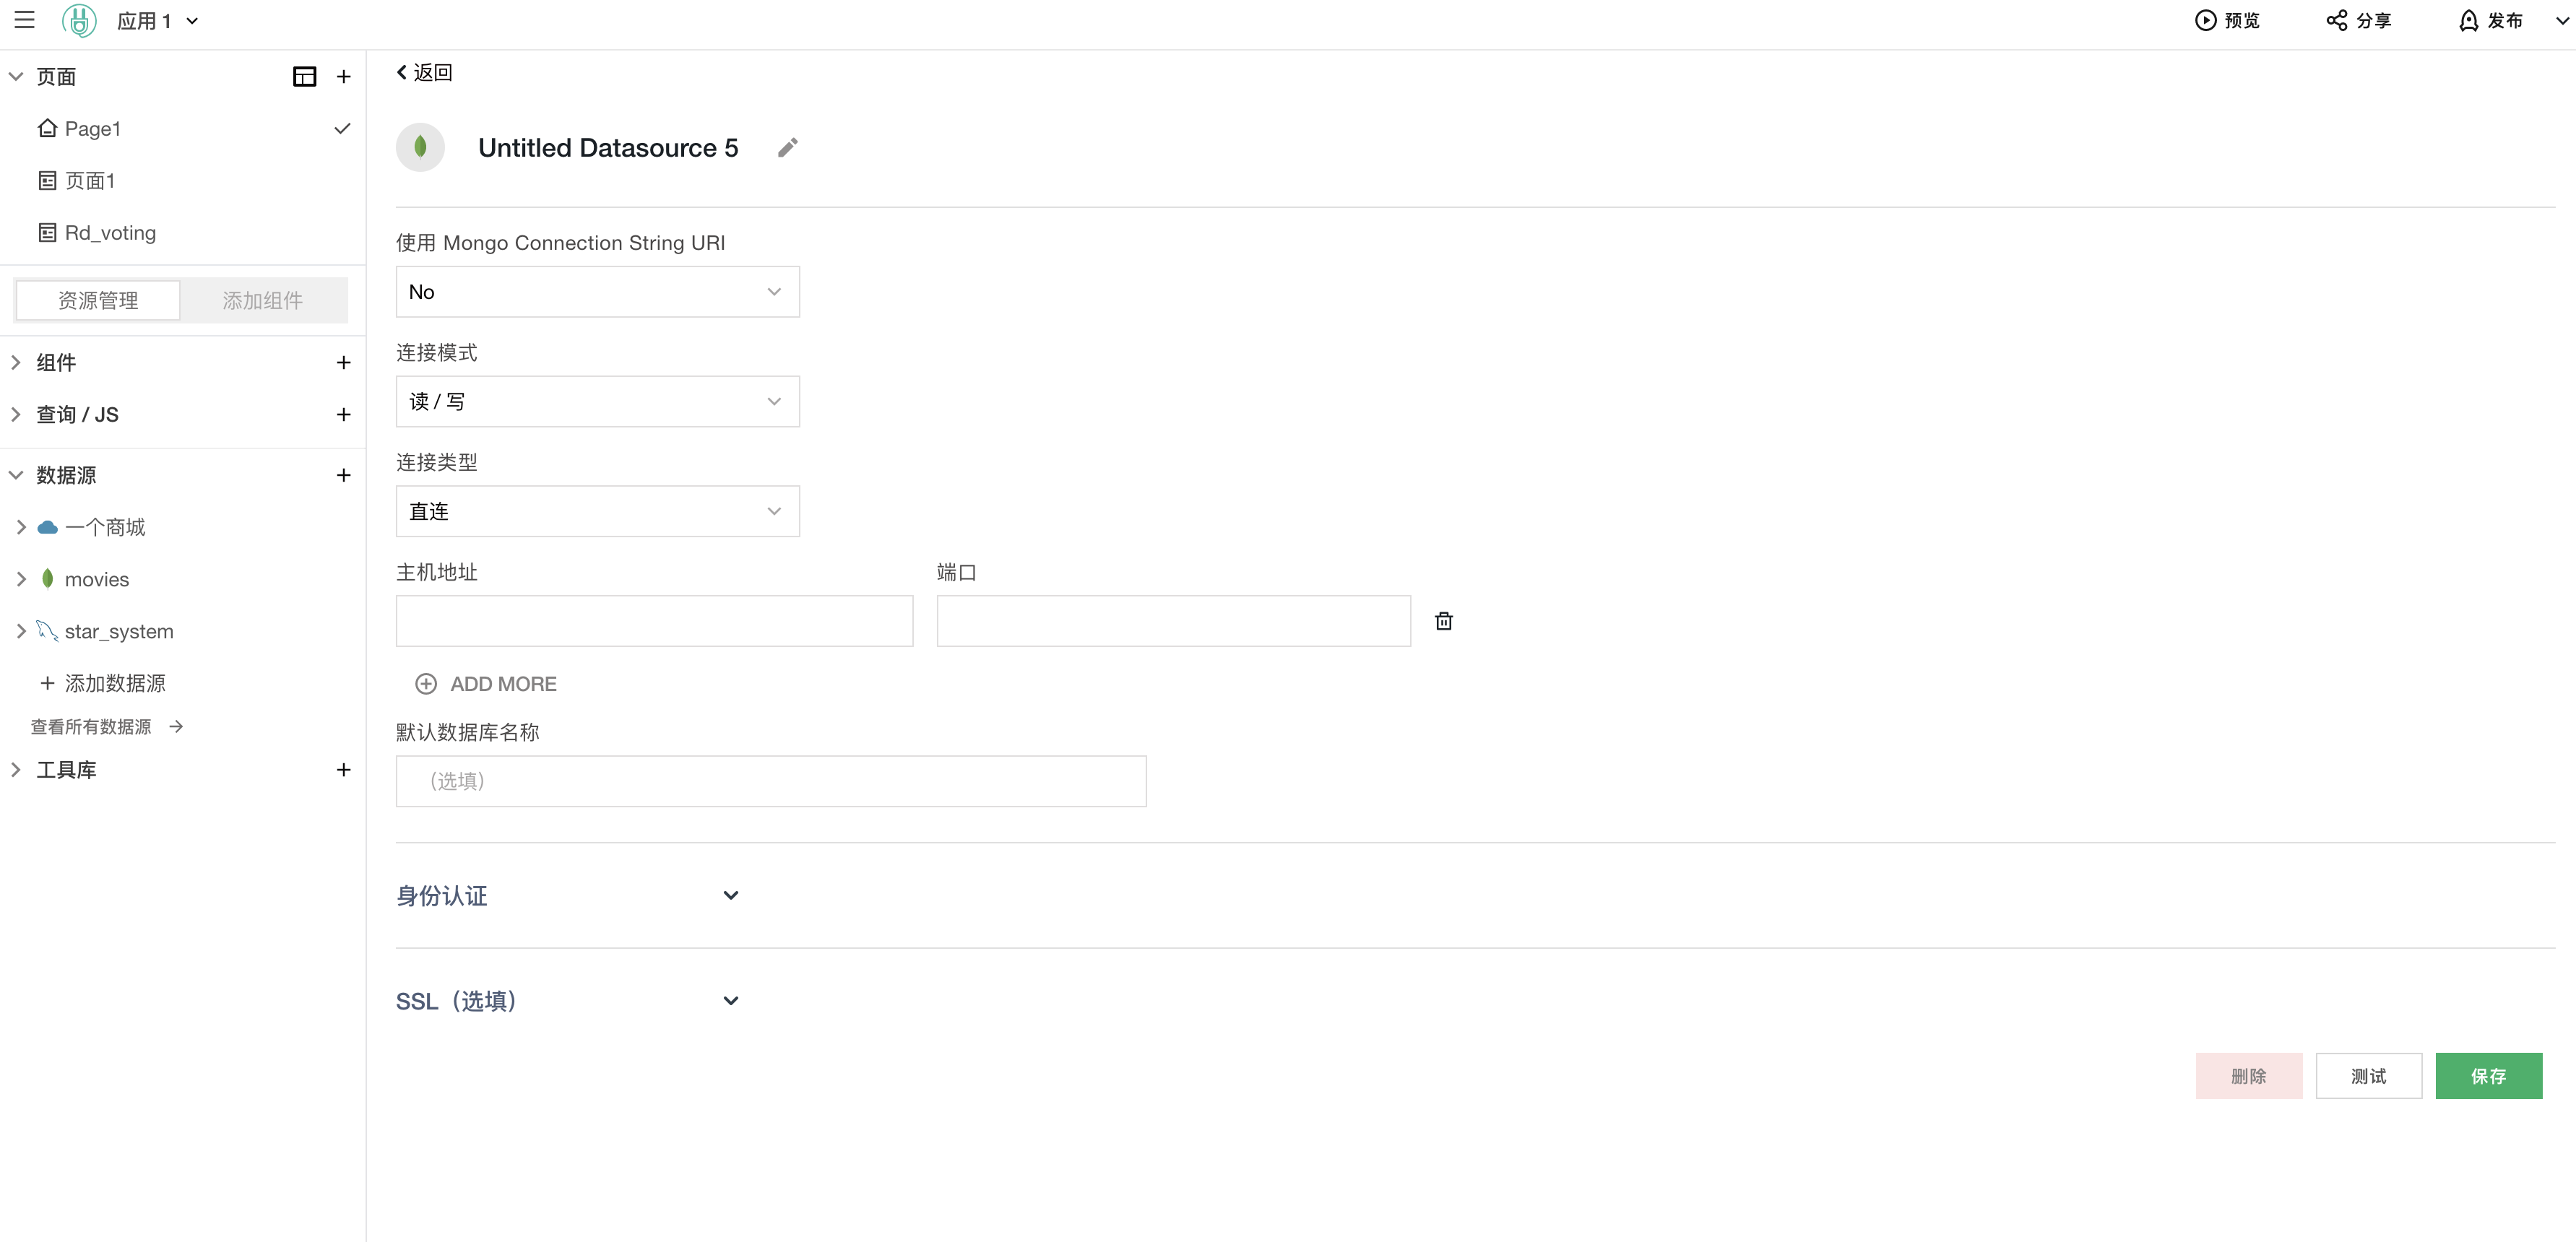 应用 1
预览
分享
发布
页面
Page1
页面1
Rd_voting
资源管理
添加组件
组件
查询 / JS
数据源
一个商城
movies
star_system
添加数据源
查看所有数据源
工具库
返回
Untitled Datasource 5
使用 Mongo Connection String URI
No
连接模式
读 / 写
连接类型
直连
主机地址
端口
ADD MORE
默认数据库名称
（选填）
身份认证
SSL（选填）
删除
测试
保存